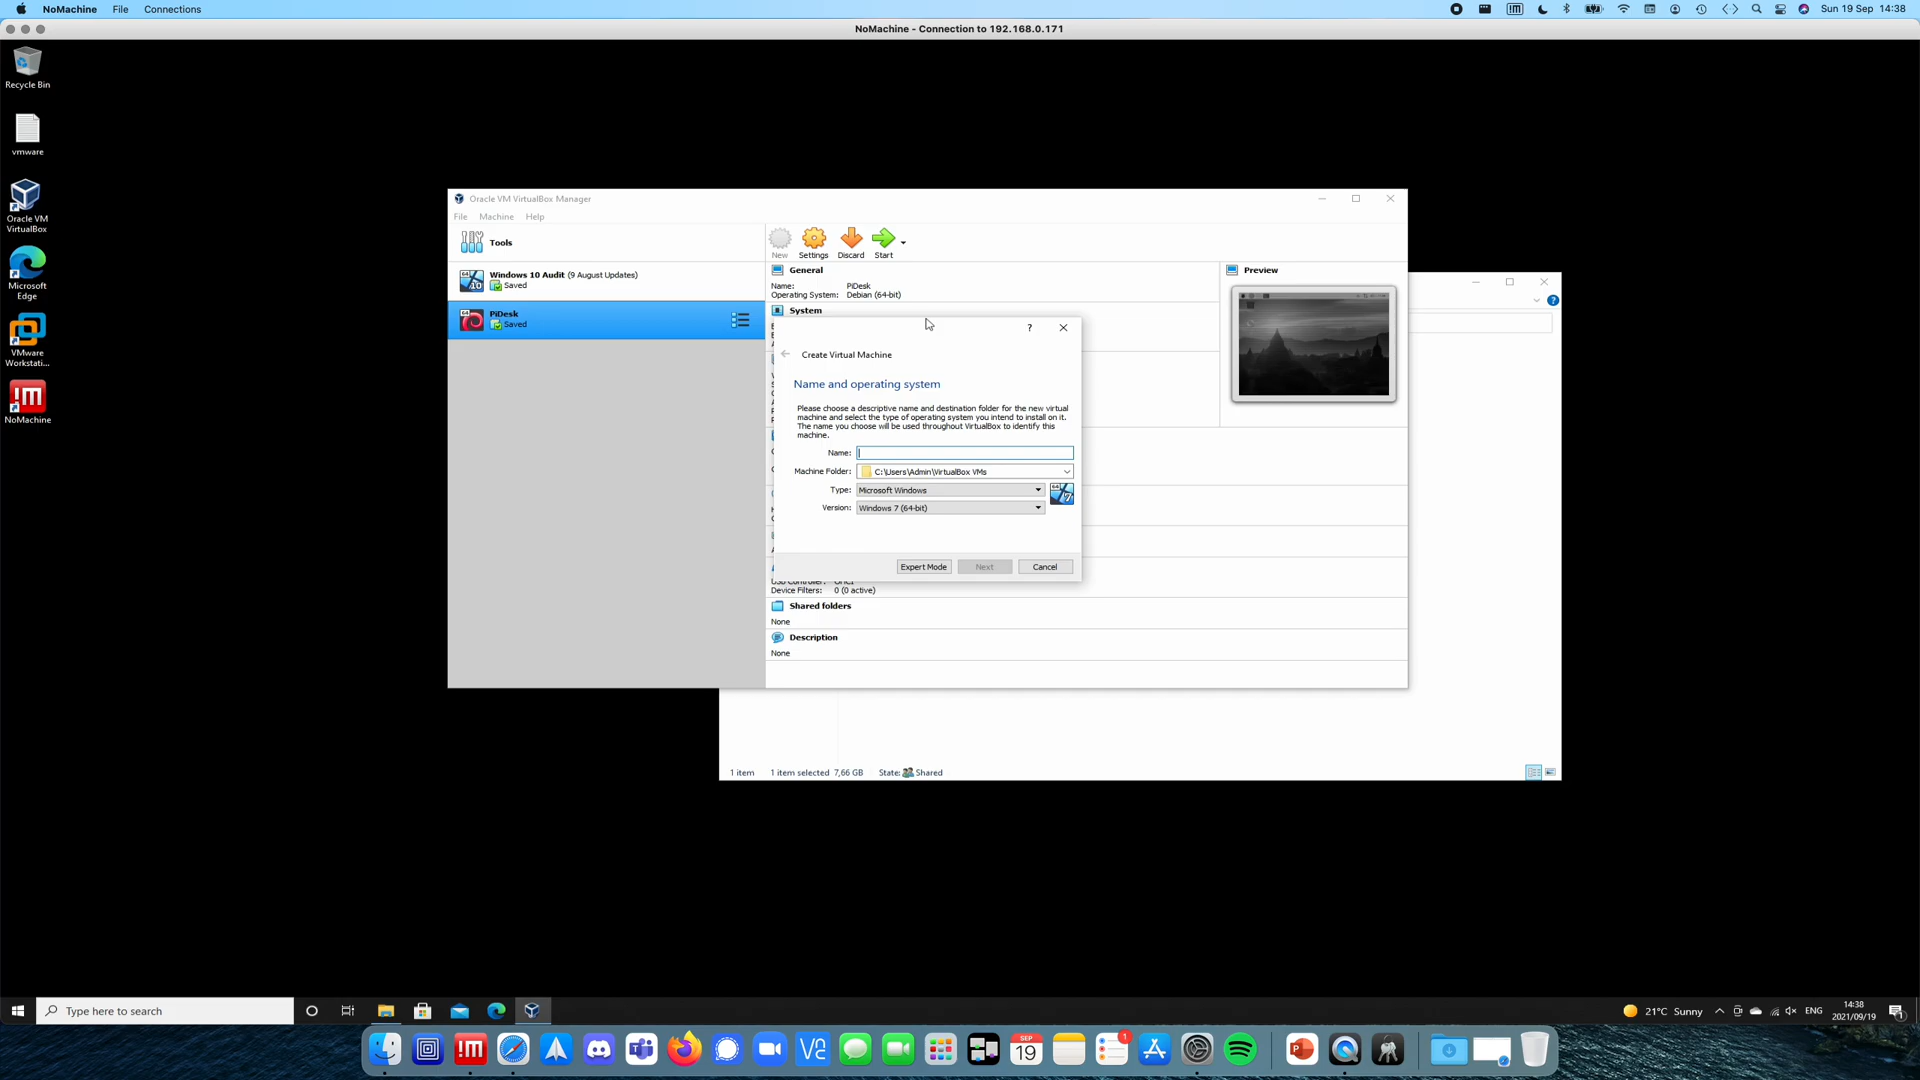 NoMachine File Connections
Sun 19 Sep 14:38
NoMachine - Connection to 192.168.0.171
Recycle Bin
vmware
Oracle VM
VirtualBox
Microsoft
Edge
VMware
Workstati...
NoMachine
Oracle VM VirtualBox Manager
File Machine Help
Tools
New Settings Discard Start
Windows 10 Audit (9 August Updates)
Saved
PiDesk
Saved
General
Name: PiDesk
Operating System: Debian (64-bit)
System
Preview
?
Create Virtual Machine
Name and operating system
Please choose a descriptive name and destination folder for the new virtual
machine and select the type of operating system you intend to install on it.
The name you choose will be used throughout VirtualBox to identify this
machine.
Name:
Machine Folder: C:\Users\Admin\VirtualBox VMs
Type: Microsoft Windows
Version: Windows 7 (64-bit)
Expert Mode Next Cancel
Device Filters: 0 (0 active)
Shared folders
None
Description
None
1 item 1 item selected 7,66 GB State: Shared
Type here to search
21°C Sunny
ENG
14:38
2021/09/19
SEP
19
1